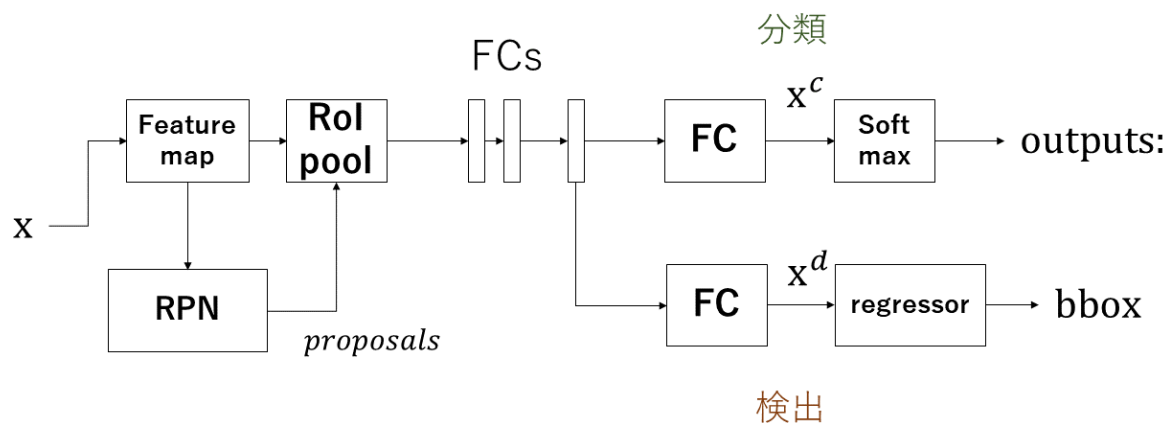 分類
FCs
x^c
Feature
map
RoI
pool
FC
Soft
max
outputs:
x
RPN
proposals
FC
x^d
regressor
bbox
検出